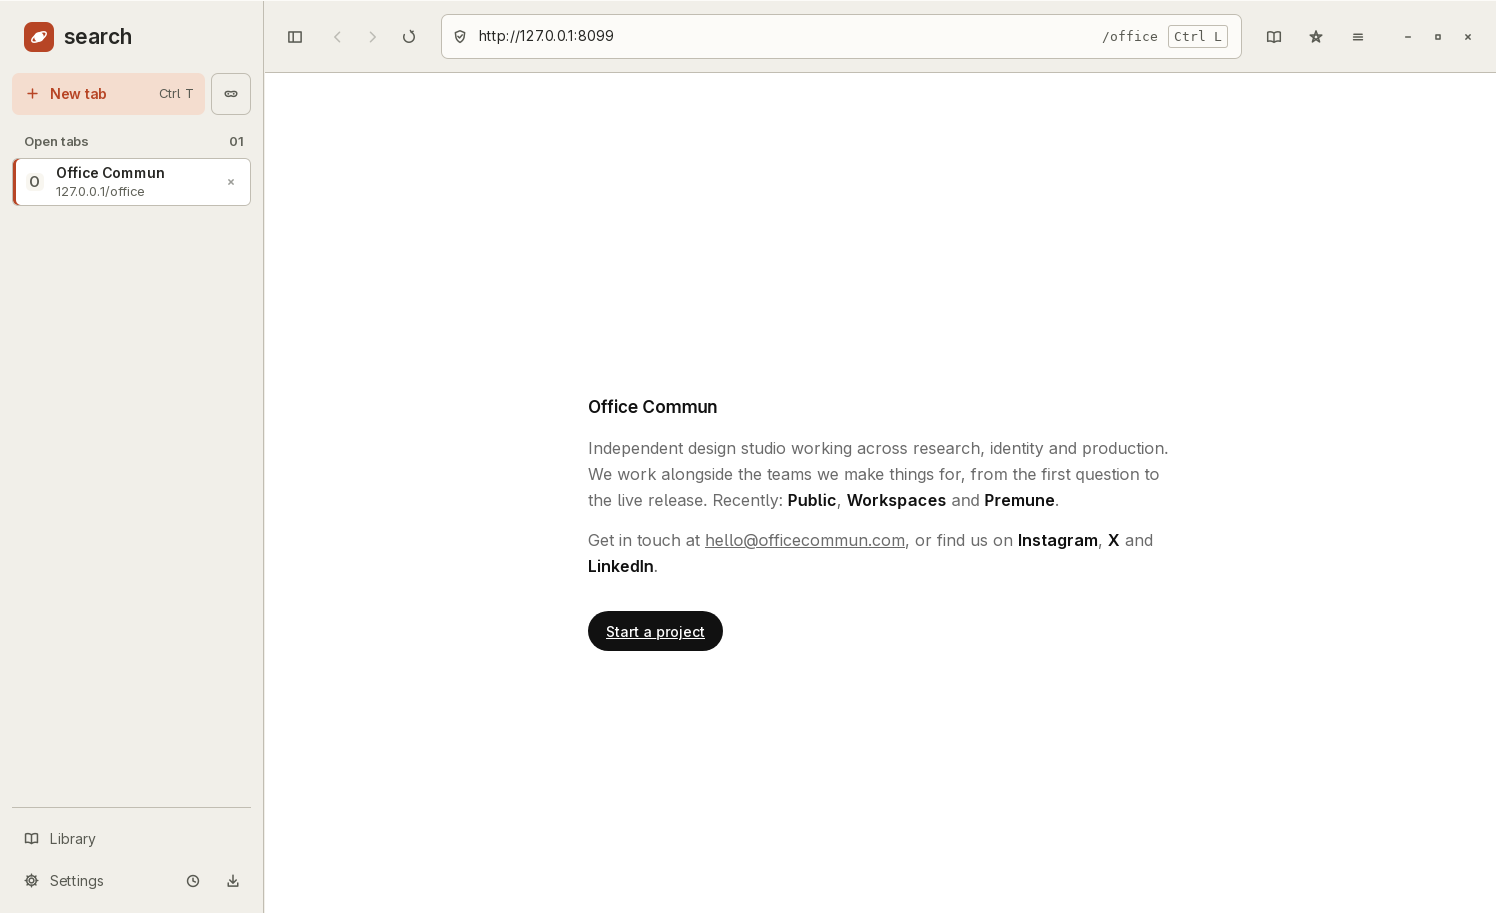 search
New tab Ctrl T
Open tabs 01
O
Office Commun
127.0.0.1/office
Library
Settings
http://127.0.0.1:8099 /office Ctrl L
Office Commun
Independent design studio working across research, identity and production.
We work alongside the teams we make things for, from the first question to
the live release. Recently: Public, Workspaces and Premune.
Get in touch at hello@officecommun.com, or find us on Instagram, X and
LinkedIn.
Start a project